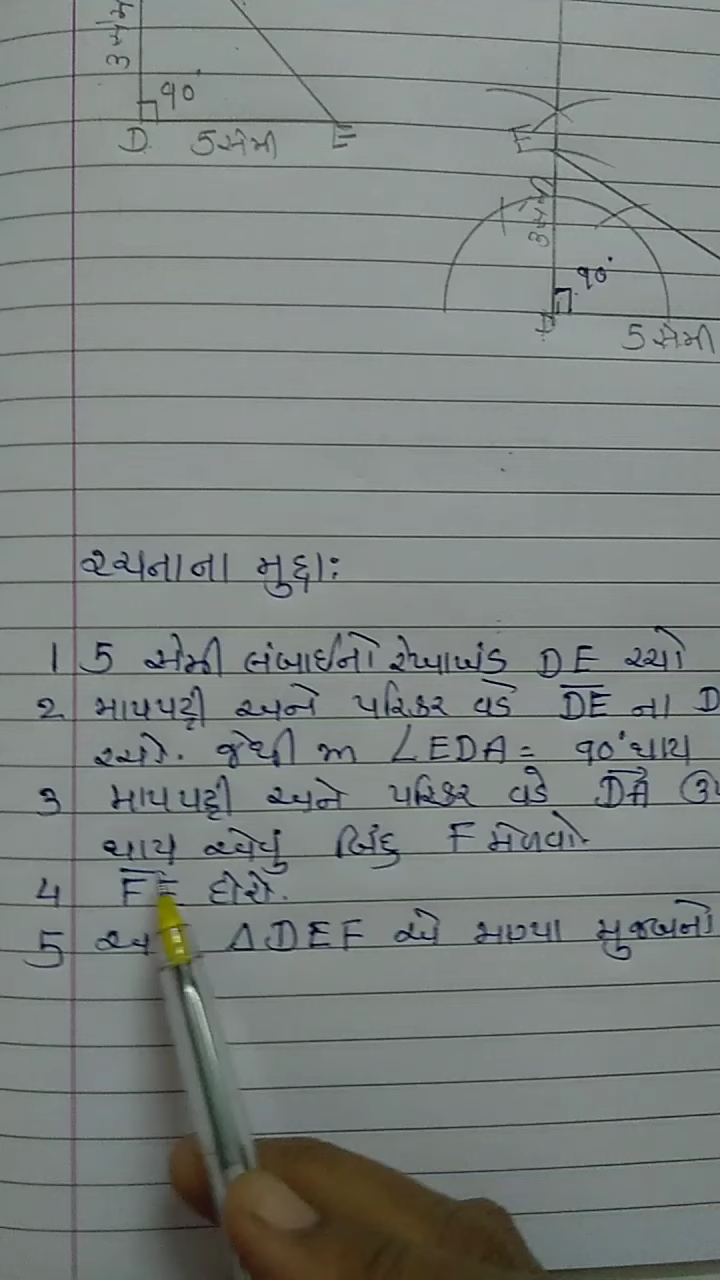 3 સેમી
90°
D 5 સેમી E
F
3 સેમી
90°
D
5 સેમી
રચનાના મુદ્દા:
1 5 સેમી લંબાઈનો રેખાખંડ DE રચો
2 માપપટ્ટી અને પરિકર વડે DE ના D
રચો. જેથી m ∠EDA = 90° થાય
3 માપપટ્ટી અને પરિકર વડે DA
થાય એવું બિંદુ F મેળવો
4 FE દોરો.
5 ΔDEF એ માપ્યા મુજબનો